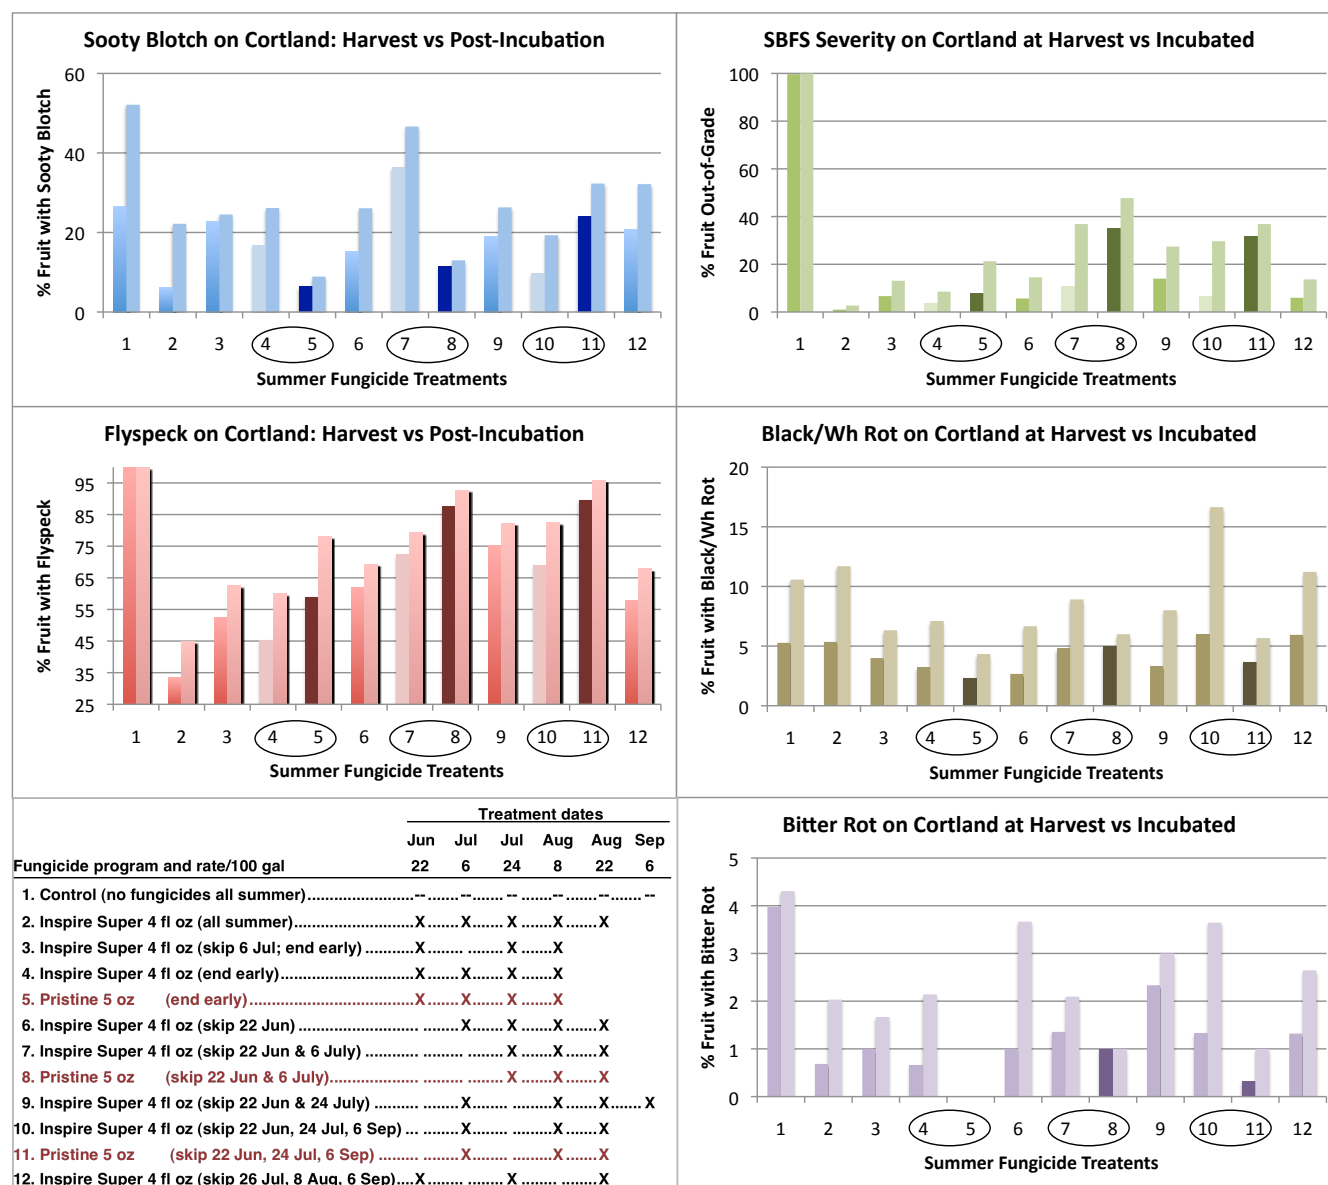 Sooty Blotch on Cortland: Harvest vs Post-Incubation
% Fruit with Sooty Blotch
60
40
20
0
1 2 3 4 5 6 7 8 9 10 11 12
Summer Fungicide Treatments
SBFS Severity on Cortland at Harvest vs Incubated
% Fruit Out-of-Grade
100
80
60
40
20
0
1 2 3 4 5 6 7 8 9 10 11 12
Summer Fungicide Treatments
Flyspeck on Cortland: Harvest vs Post-Incubation
% Fruit with Flyspeck
95
85
75
65
55
45
35
25
1 2 3 4 5 6 7 8 9 10 11 12
Summer Fungicide Treatents
Black/Wh Rot on Cortland at Harvest vs Incubated
% Fruit with Black/Wh Rot
20
15
10
5
0
1 2 3 4 5 6 7 8 9 10 11 12
Summer Fungicide Treatments
Treatment dates
Jun Jul Jul Aug Aug Sep
Fungicide program and rate/100 gal 22 6 24 8 22 6
1. Control (no fungicides all summer)..........................--.......--.......--.......--.......--.......--
2. Inspire Super 4 fl oz (all summer)............................X.......X.......X.......X.......X
3. Inspire Super 4 fl oz (skip 6 Jul; end early) ...........X....... ....... X.......X
4. Inspire Super 4 fl oz (end early)...............................X.......X.......X.......X
5. Pristine 5 oz (end early).......................................X.......X.......X.......X
6. Inspire Super 4 fl oz (skip 22 Jun) .......................... .......X.......X.......X.......X
7. Inspire Super 4 fl oz (skip 22 Jun & 6 July) ............ ........ .......X.......X.......X
8. Pristine 5 oz (skip 22 Jun & 6 July)..................... ........ .......X.......X.......X
9. Inspire Super 4 fl oz (skip 22 Jun & 24 July) .......... ........X....... ........X.......X.......X
10. Inspire Super 4 fl oz (skip 22 Jun, 24 Jul, 6 Sep) ... .......X....... ........X.......X
11. Pristine 5 oz (skip 22 Jun, 24 Jul, 6 Sep) ......... .......X....... ........X.......X
12. Inspire Super 4 fl oz (skip 26 Jul, 8 Aug, 6 Sep)....X....... .......X....... ........X
Bitter Rot on Cortland at Harvest vs Incubated
% Fruit with Bitter Rot
5
4
3
2
1
0
1 2 3 4 5 6 7 8 9 10 11 12
Summer Fungicide Treatments